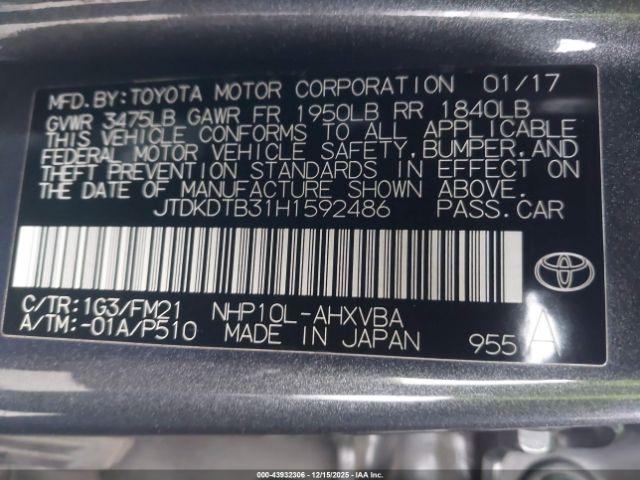 MFD.BY:TOYOTA MOTOR CORPORATION 01/17
GVWR 3475LB GAWR FR 1950LB RR 1840LB
THIS VEHICLE CONFORMS TO ALL APPLICABLE
FEDERAL MOTOR VEHICLE SAFETY,BUMPER,AND
THEFT PREVENTION STANDARDS IN EFFECT ON
THE DATE OF MANUFACTURE SHOWN ABOVE.
JTDKDTB31H1592486 PASS.CAR
C/TR:1G3/FM21 NHP10L-AHXVBA
A/TM:-01A/P510 MADE IN JAPAN 955 A
000-43932306 - 12/15/2025 - IAA Inc.